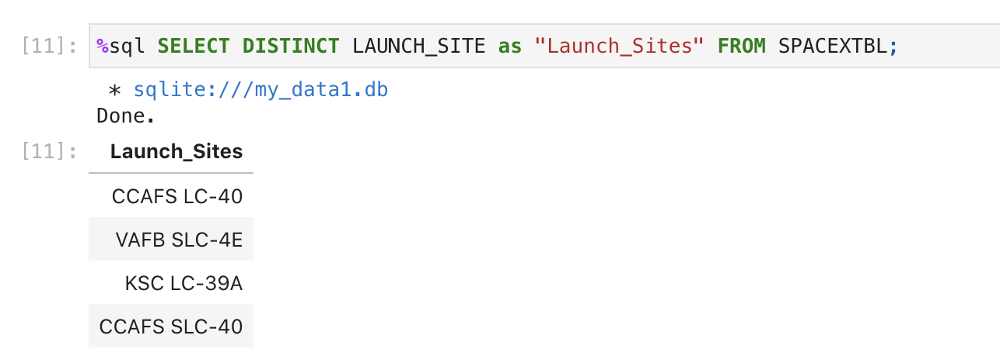 [11]: %sql SELECT DISTINCT LAUNCH_SITE as "Launch_Sites" FROM SPACEXTBL;
* sqlite:///my_data1.db
Done.
[11]: Launch_Sites
CCAFS LC-40
VAFB SLC-4E
KSC LC-39A
CCAFS SLC-40